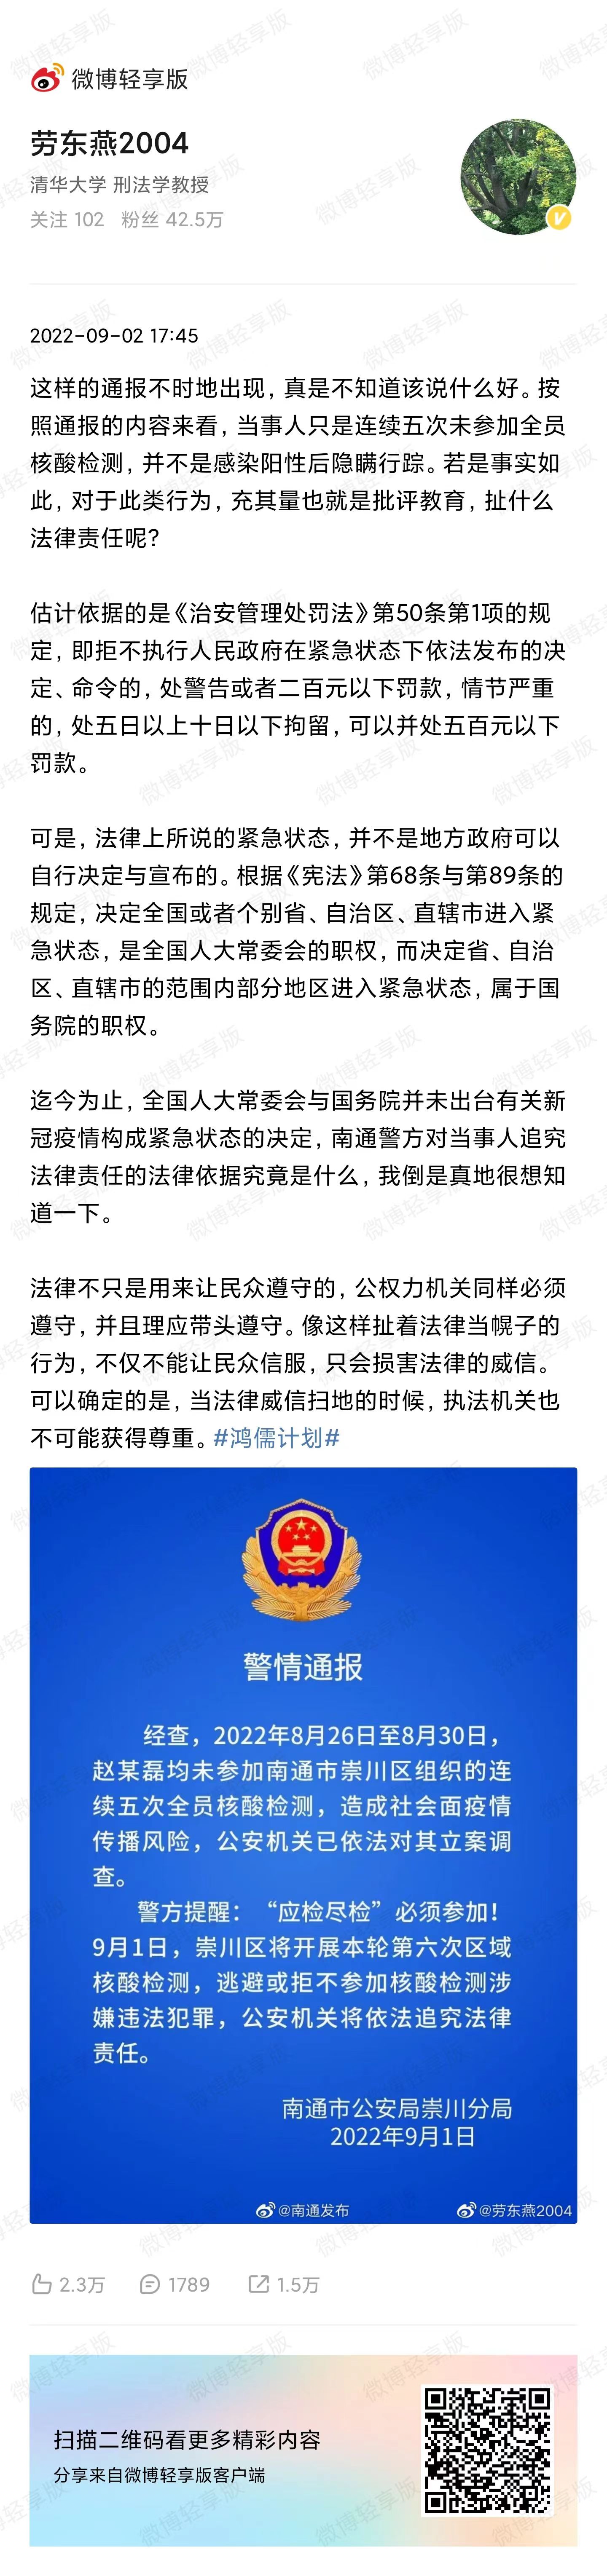 微博轻享版
劳东燕2004
清华大学 刑法学教授
关注 102 粉丝 42.5万
2022-09-02 17:45
这样的通报不时地出现，真是不知道该说什么好。按
照通报的内容来看，当事人只是连续五次未参加全员
核酸检测，并不是感染阳性后隐瞒行踪。若是事实如
此，对于此类行为，充其量也就是批评教育，扯什么
法律责任呢？
估计依据的是《治安管理处罚法》第50条第1项的规
定，即拒不执行人民政府在紧急状态下依法发布的决
定、命令的，处警告或者二百元以下罚款，情节严重
的，处五日以上十日以下拘留，可以并处五百元以下
罚款。
可是，法律上所说的紧急状态，并不是地方政府可以
自行决定与宣布的。根据《宪法》第68条与第89条的
规定，决定全国或者个别省、自治区、直辖市进入紧
急状态，是全国人大常委会的职权，而决定省、自治
区、直辖市的范围内部分地区进入紧急状态，属于国
务院的职权。
迄今为止，全国人大常委会与国务院并未出台有关新
冠疫情构成紧急状态的决定，南通警方对当事人追究
法律责任的法律依据究竟是什么，我倒是真地很想知
道一下。
法律不只是用来让民众遵守的，公权力机关同样必须
遵守，并且理应带头遵守。像这样扯着法律当幌子的
行为，不仅不能让民众信服，只会损害法律的威信。
可以确定的是，当法律威信扫地的时候，执法机关也
不可能获得尊重。#鸿儒计划#
警情通报
经查，2022年8月26日至8月30日，
赵某磊均未参加南通市崇川区组织的连
续五次全员核酸检测，造成社会面疫情
传播风险，公安机关已依法对其立案调
查。
警方提醒：“应检尽检”必须参加！
9月1日，崇川区将开展本轮第六次区域
核酸检测，逃避或拒不参加核酸检测涉
嫌违法犯罪，公安机关将依法追究法律
责任。
南通市公安局崇川分局
2022年9月1日
@南通发布 @劳东燕2004
2.3万 1789 1.5万
扫描二维码看更多精彩内容
分享来自微博轻享版客户端